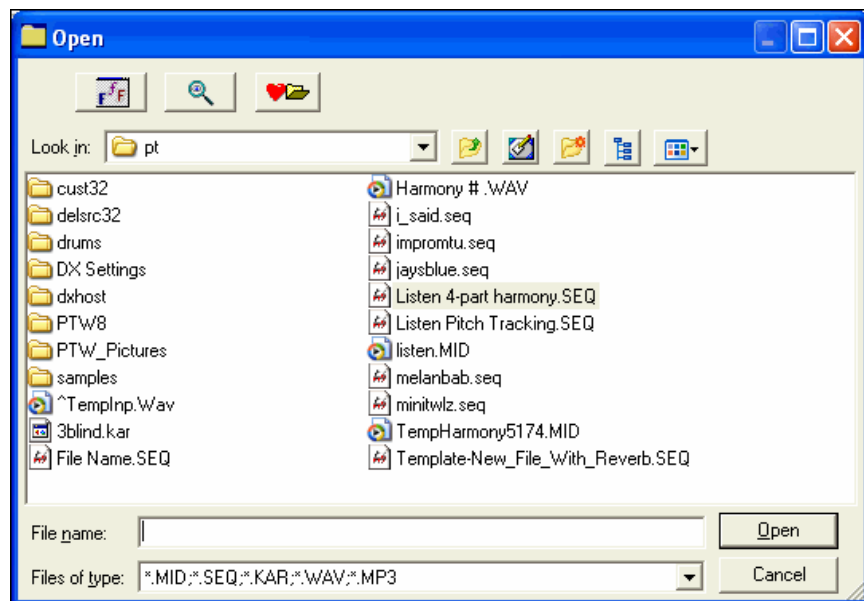 Open
F F F
Look in: pt
cust32
delsrc32
drums
DX Settings
dxhost
PTW8
PTW_Pictures
samples
^TempInp.Wav
3blind.kar
File Name.SEQ
Harmony # .WAV
i_said.seq
impromtu.seq
jaysblue.seq
Listen 4-part harmony.SEQ
Listen Pitch Tracking.SEQ
listen.MID
melanbab.seq
minitwlz.seq
TempHarmony5174.MID
Template-New_File_With_Reverb.SEQ
File name:
Open
Files of type: *.MID;*.SEQ;*.KAR;*.WAV;*.MP3
Cancel